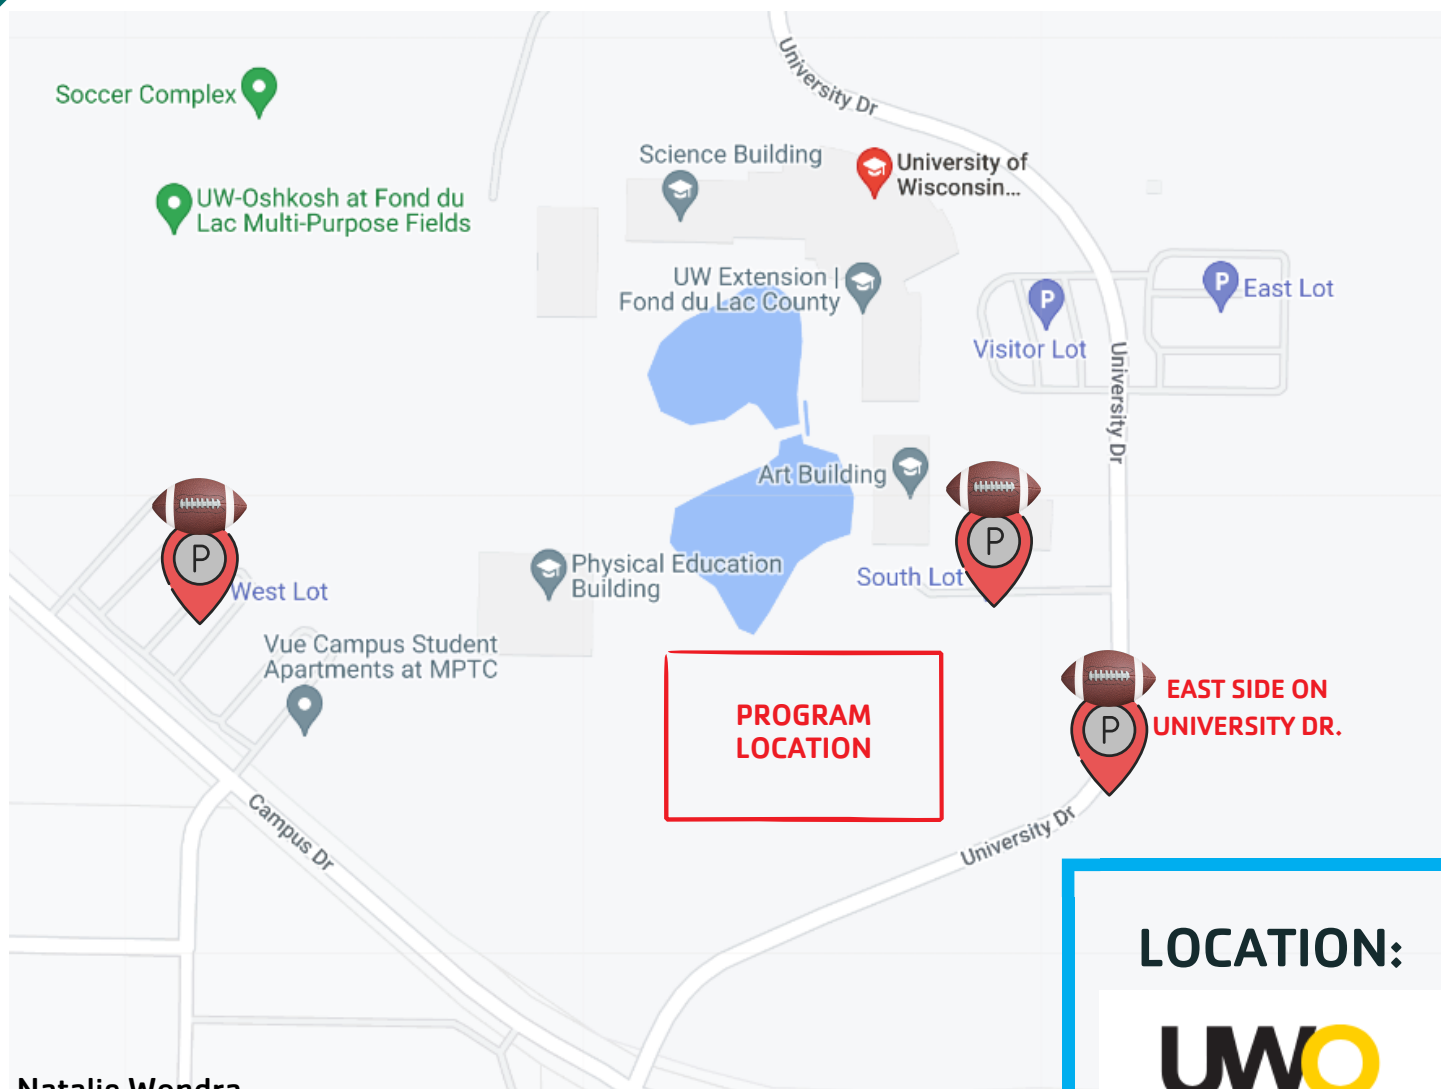 University Dr
Soccer Complex
Science Building
University of
Wisconsin...
UW-Oshkosh at Fond du
Lac Multi-Purpose Fields
UW Extension |
Fond du Lac County
P
East Lot
P
Visitor Lot
University Dr
Art Building
P
West Lot
Physical Education
Building
P
South Lot
Vue Campus Student
Apartments at MPTC
PROGRAM
LOCATION
P
EAST SIDE ON
UNIVERSITY DR.
Campus Dr
University Dr
LOCATION:
UWO
Natalie Wondra